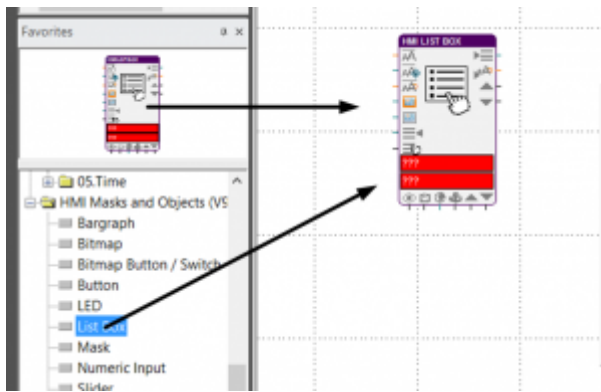 Favorites
HMI LIST BOX
???
???
05.Time
HMI Masks and Objects (VS
Bargraph
Bitmap
Bitmap Button / Switch
Button
LED
List Box
Mask
Numeric Input
Slider